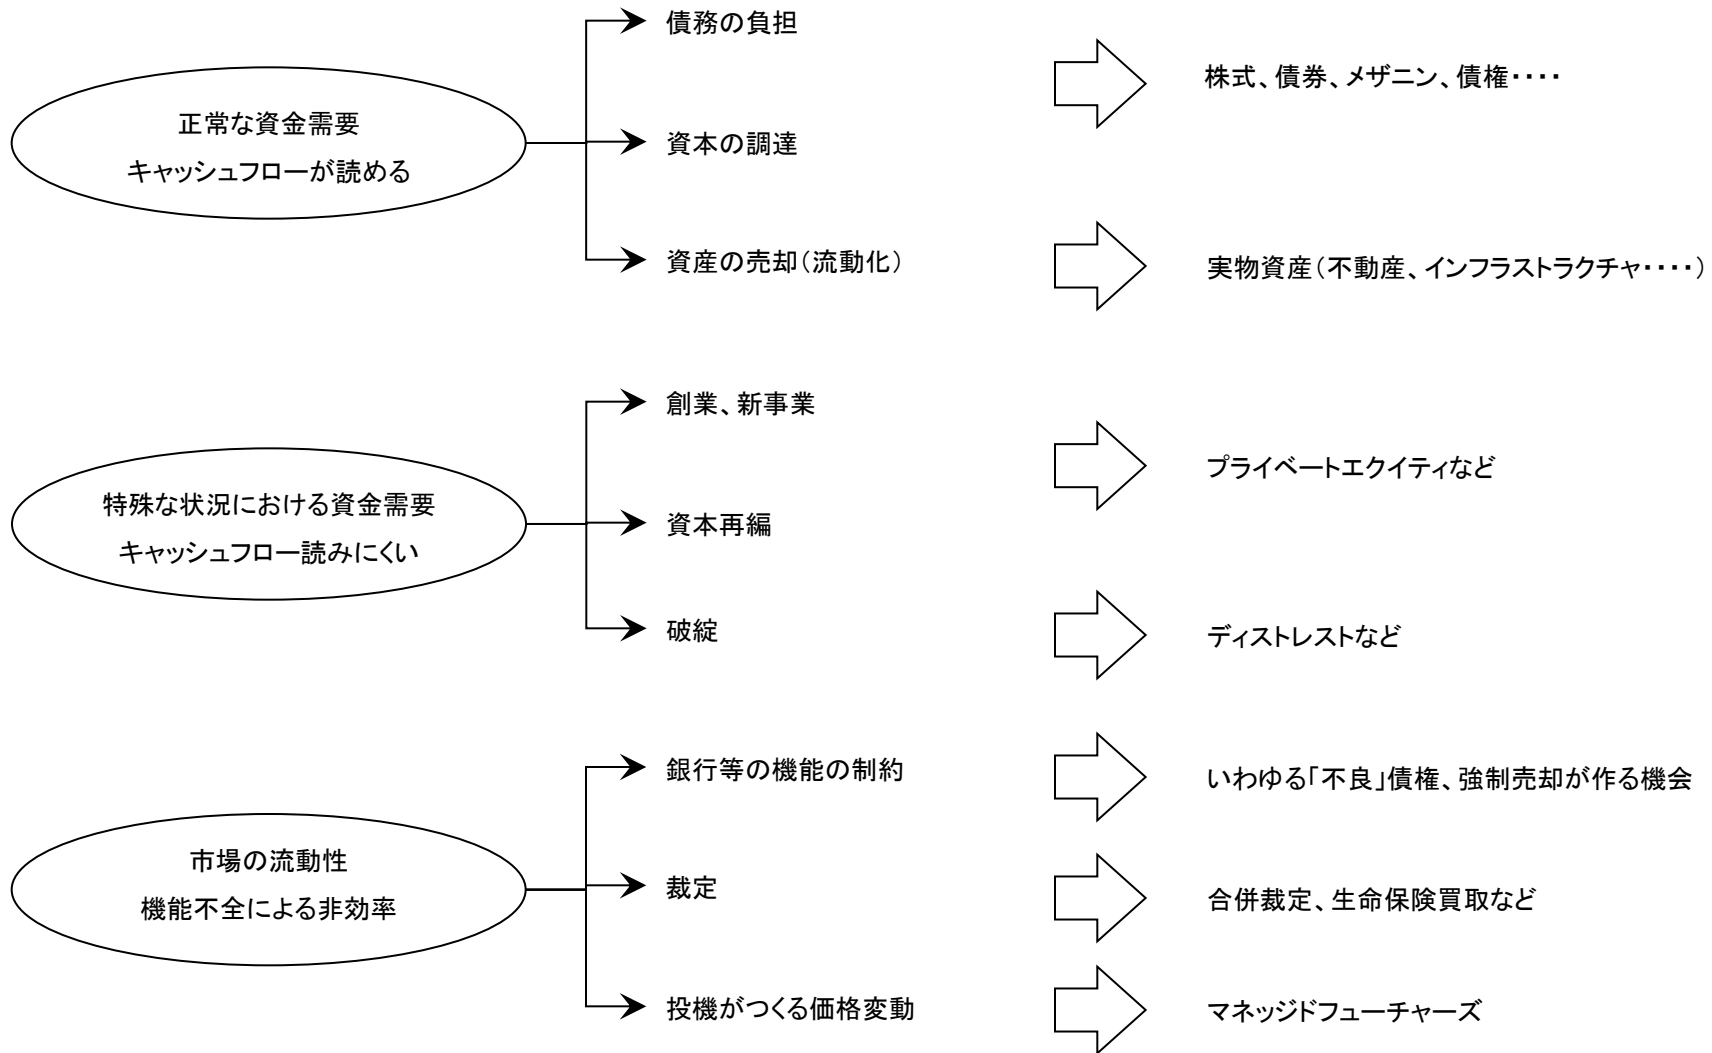 債務の負担
株式、債券、メザニン、債権・・・・
正常な資金需要
キャッシュフローが読める
資本の調達
資産の売却（流動化）
実物資産（不動産、インフラストラクチャ・・・・）
創業、新事業
プライベートエクイティなど
特殊な状況における資金需要
キャッシュフロー読みにくい
資本再編
破綻
ディストレストなど
銀行等の機能の制約
いわゆる「不良」債権、強制売却が作る機会
市場の流動性
機能不全による非効率
裁定
合併裁定、生命保険買取など
投機がつくる価格変動
マネッジドフューチャーズ